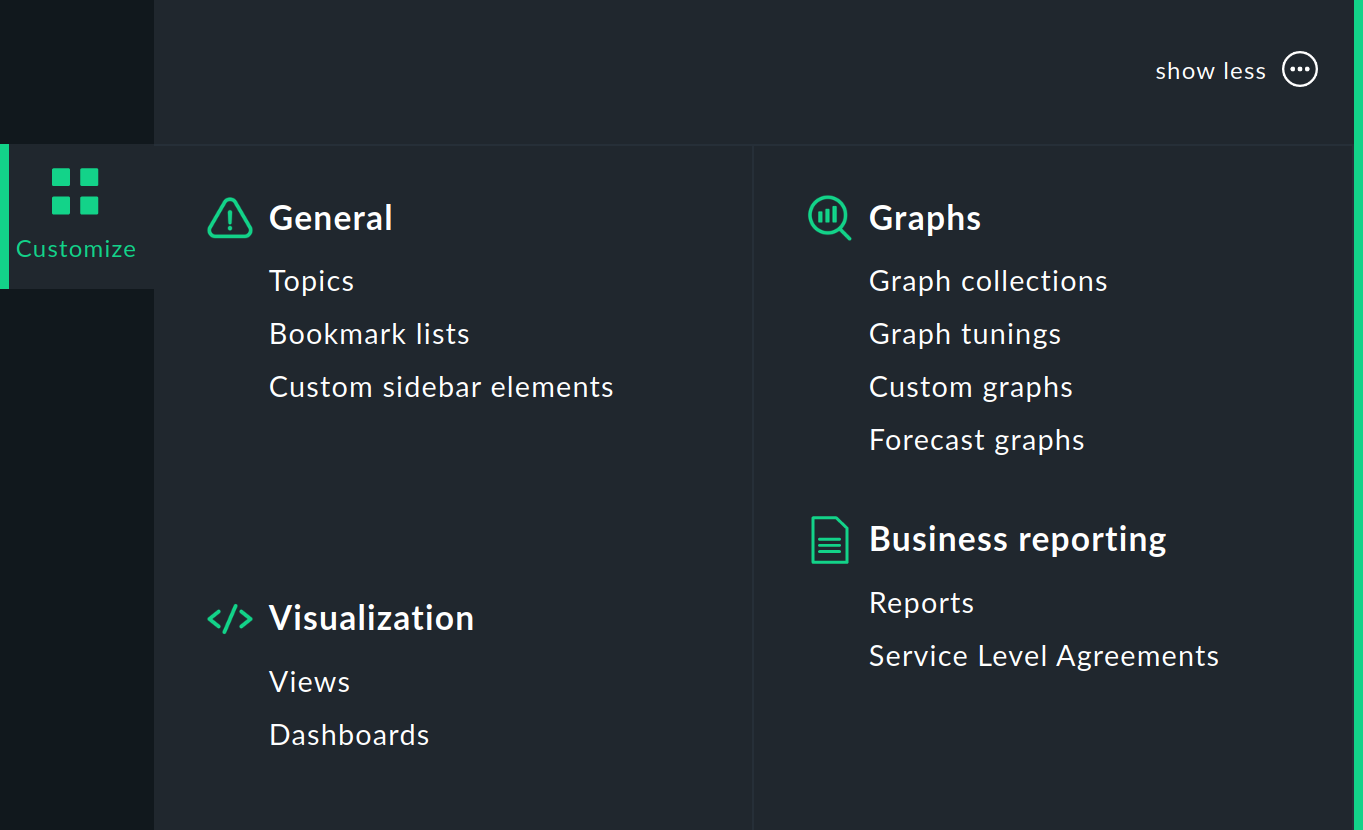 show less
Customize
General
Topics
Bookmark lists
Custom sidebar elements
Visualization
Views
Dashboards
Graphs
Graph collections
Graph tunings
Custom graphs
Forecast graphs
Business reporting
Reports
Service Level Agreements